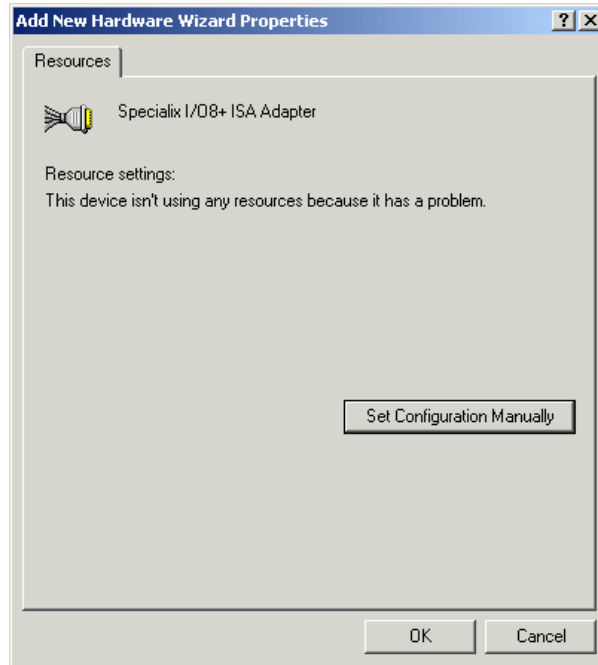 Add New Hardware Wizard Properties
Resources
Specialix I/O8+ ISA Adapter
Resource settings:
This device isn't using any resources because it has a problem.
Set Configuration Manually
OK Cancel